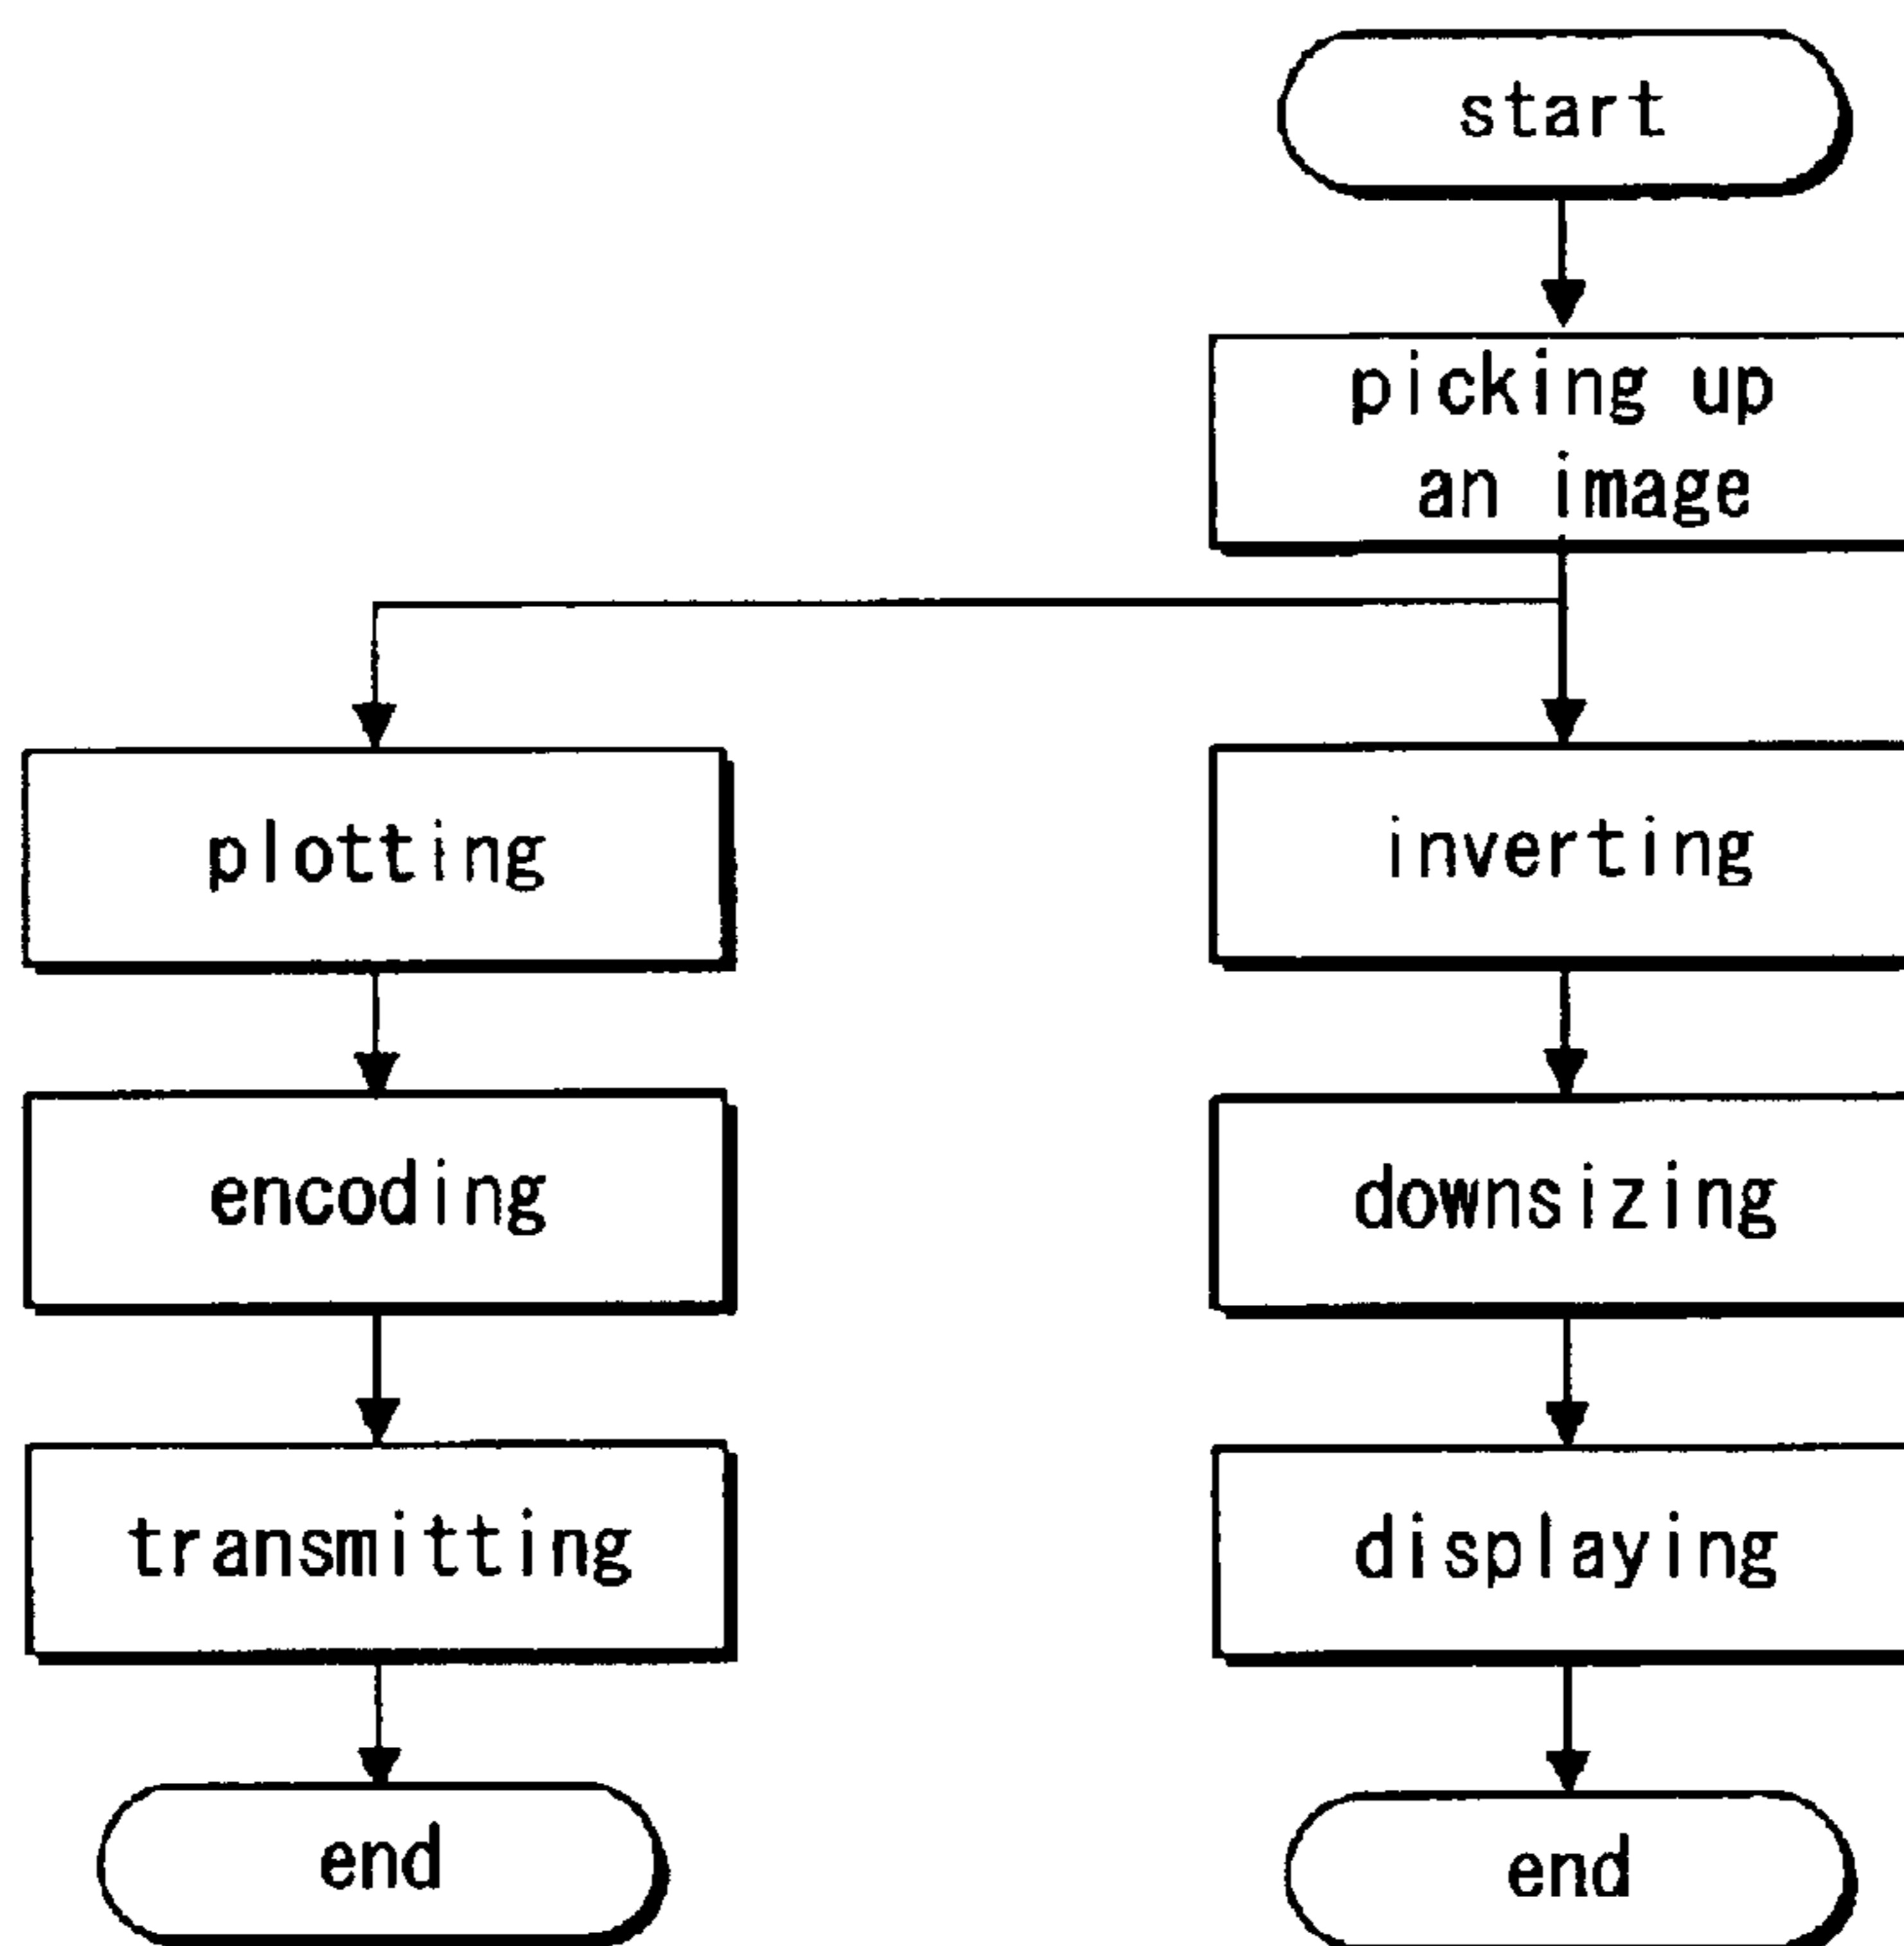 start
picking up
an image
plotting
inverting
encoding
downsizing
transmitting
displaying
end
end